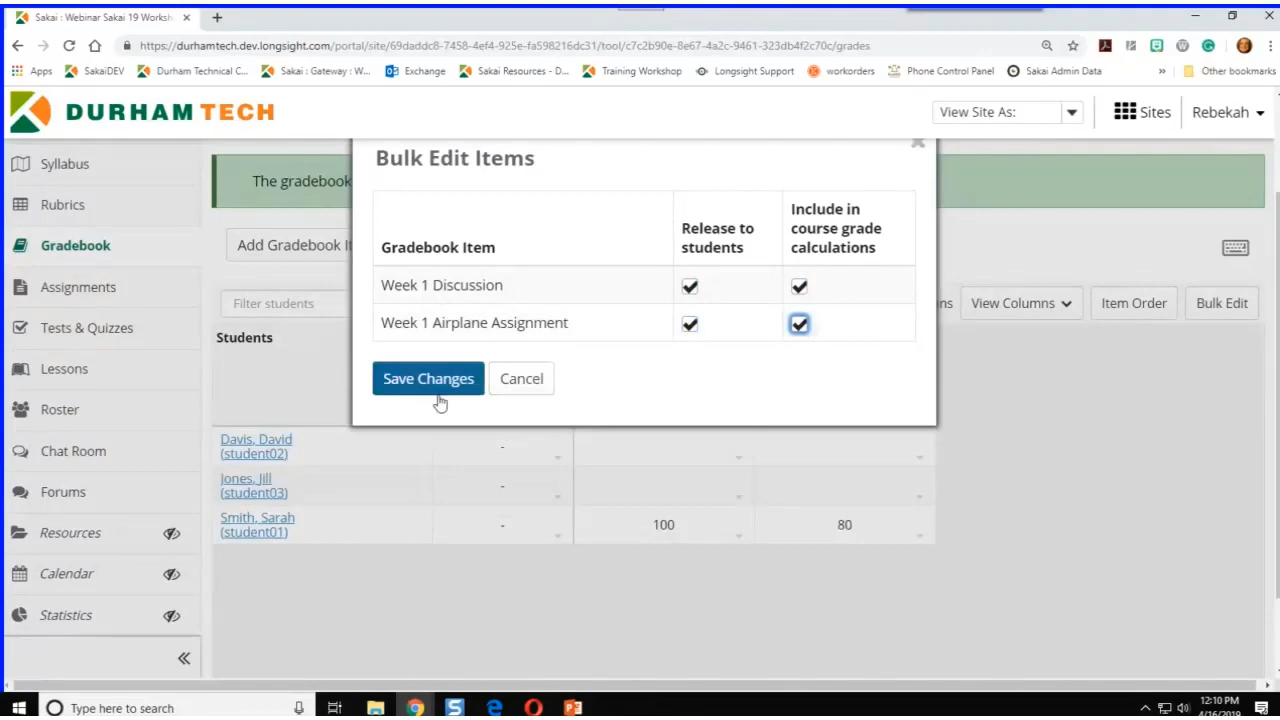 Sakai : Webinar Sakai 19 Worksh
https://durhamtech.dev.longsight.com/portal/site/69daddc8-7458-4ef4-925e-fa598216dc31/tool/c7c2b90e-8e67-4a2c-9461-323db4f2c70c/grades
Apps SakaiDEV Durham Technical C... Sakai : Gateway : W... Exchange Sakai Resources - D... Training Workshop Longsight Support workorders Phone Control Panel Sakai Admin Data » Other bookmarks
DURHAM TECH View Site As: Sites Rebekah
Syllabus
Rubrics
Gradebook
Assignments
Tests & Quizzes
Lessons
Roster
Chat Room
Forums
Resources
Calendar
Statistics
The gradebook
Add Gradebook I
Filter students
View Columns Item Order Bulk Edit
Students
Bulk Edit Items
Gradebook Item
Release to
students
Include in
course grade
calculations
Week 1 Discussion
Week 1 Airplane Assignment
Save Changes Cancel
Davis, David
(student02)
-
Jones, Jill
(student03)
-
Smith, Sarah
(student01)
- 100 80
Type here to search
12:10 PM
4/16/2019